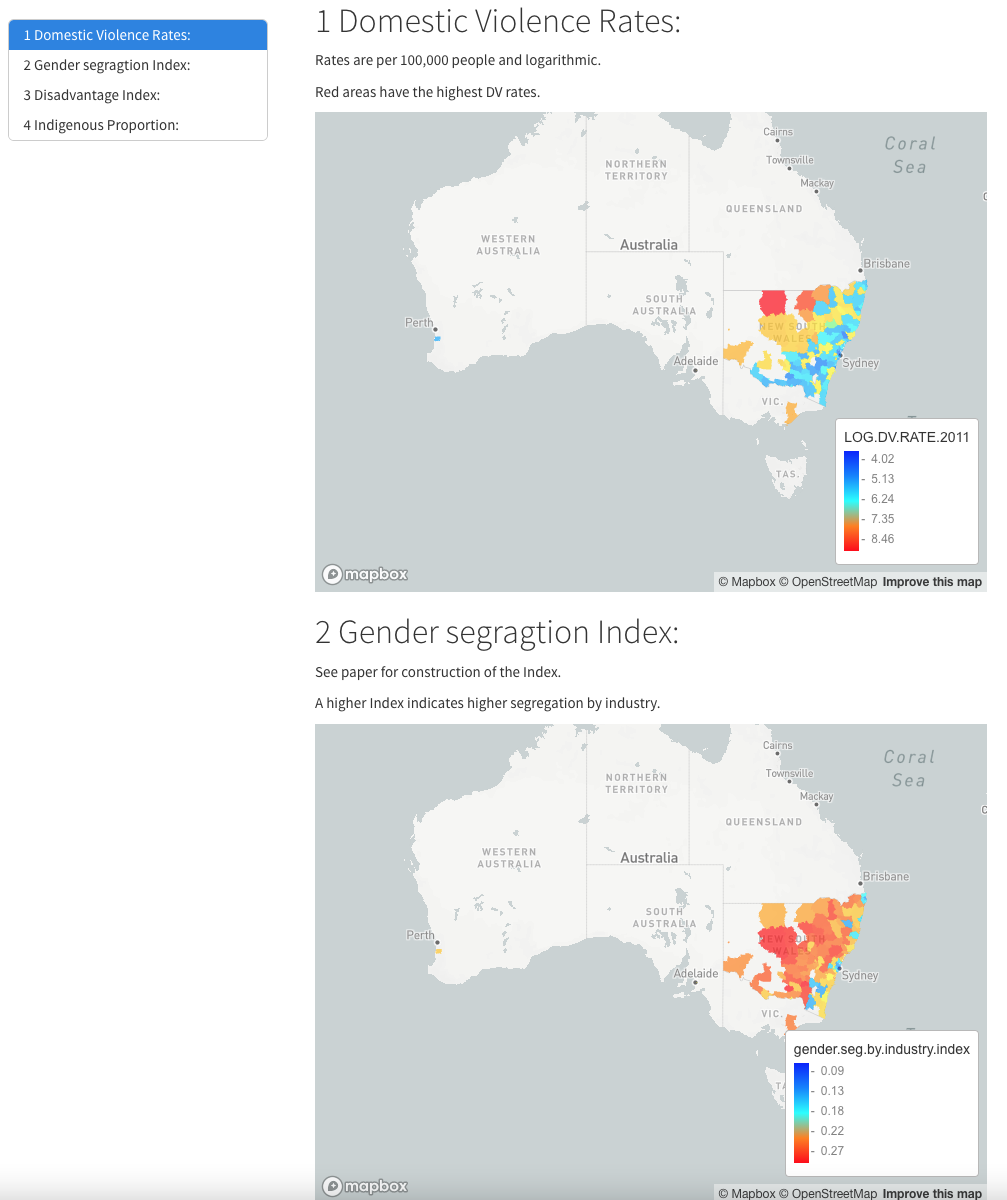 1 Domestic Violence Rates:
2 Gender segragtion Index:
3 Disadvantage Index:
4 Indigenous Proportion:
1 Domestic Violence Rates:
Rates are per 100,000 people and logarithmic.
Red areas have the highest DV rates.
Cairns
Coral
Sea
Townsville
NORTHERN
TERRITORY
Mackay
C
QUEENSLAND
WESTERN
AUSTRALIA
Australia
Brisbane
SOUTH
AUSTRALIA
Perth
NEW SOUTH
WALES
Adelaide
Sydney
VIC.
TAS.
LOG.DV.RATE.2011
- 4.02
- 5.13
- 6.24
- 7.35
- 8.46
mapbox
© Mapbox © OpenStreetMap Improve this map
2 Gender segragtion Index:
See paper for construction of the Index.
A higher Index indicates higher segregation by industry.
Cairns
Coral
Sea
Townsville
NORTHERN
TERRITORY
Mackay
C
QUEENSLAND
WESTERN
AUSTRALIA
Australia
Brisbane
SOUTH
AUSTRALIA
Perth
NEW SOUTH
WALES
Adelaide
Sydney
VIC.
TA
gender.seg.by.industry.index
- 0.09
- 0.13
- 0.18
- 0.22
- 0.27
mapbox
© Mapbox © OpenStreetMap Improve this map